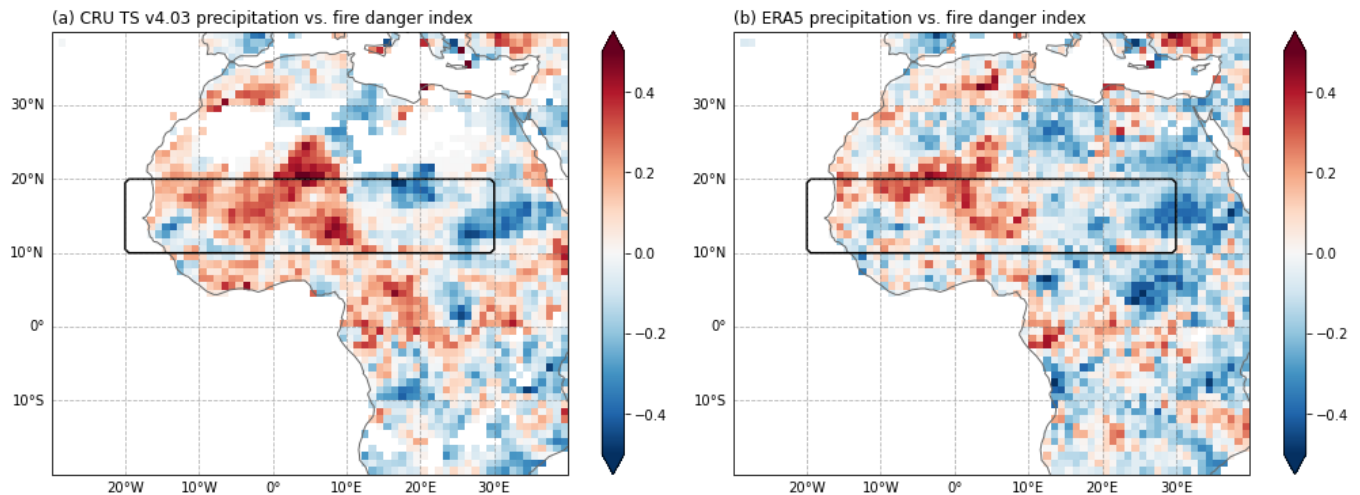 (a) CRU TS v4.03 precipitation vs. fire danger index
30°N
20°N
10°N
0°
10°S
20°W 10°W 0° 10°E 20°E 30°E
0.4
0.2
0.0
−0.2
−0.4
(b) ERA5 precipitation vs. fire danger index
30°N
20°N
10°N
0°
10°S
20°W 10°W 0° 10°E 20°E 30°E
0.4
0.2
0.0
−0.2
−0.4